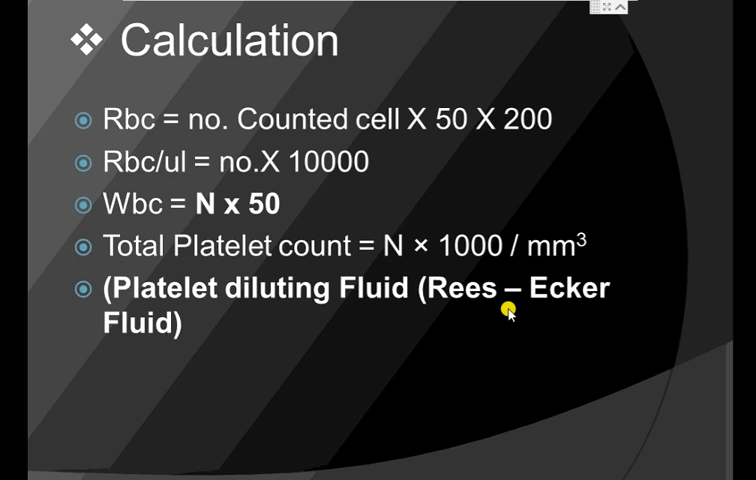 Calculation
Rbc = no. Counted cell X 50 X 200
Rbc/ul = no.X 10000
Wbc = N x 50
Total Platelet count = N × 1000 / mm³
(Platelet diluting Fluid (Rees – Ecker
Fluid)